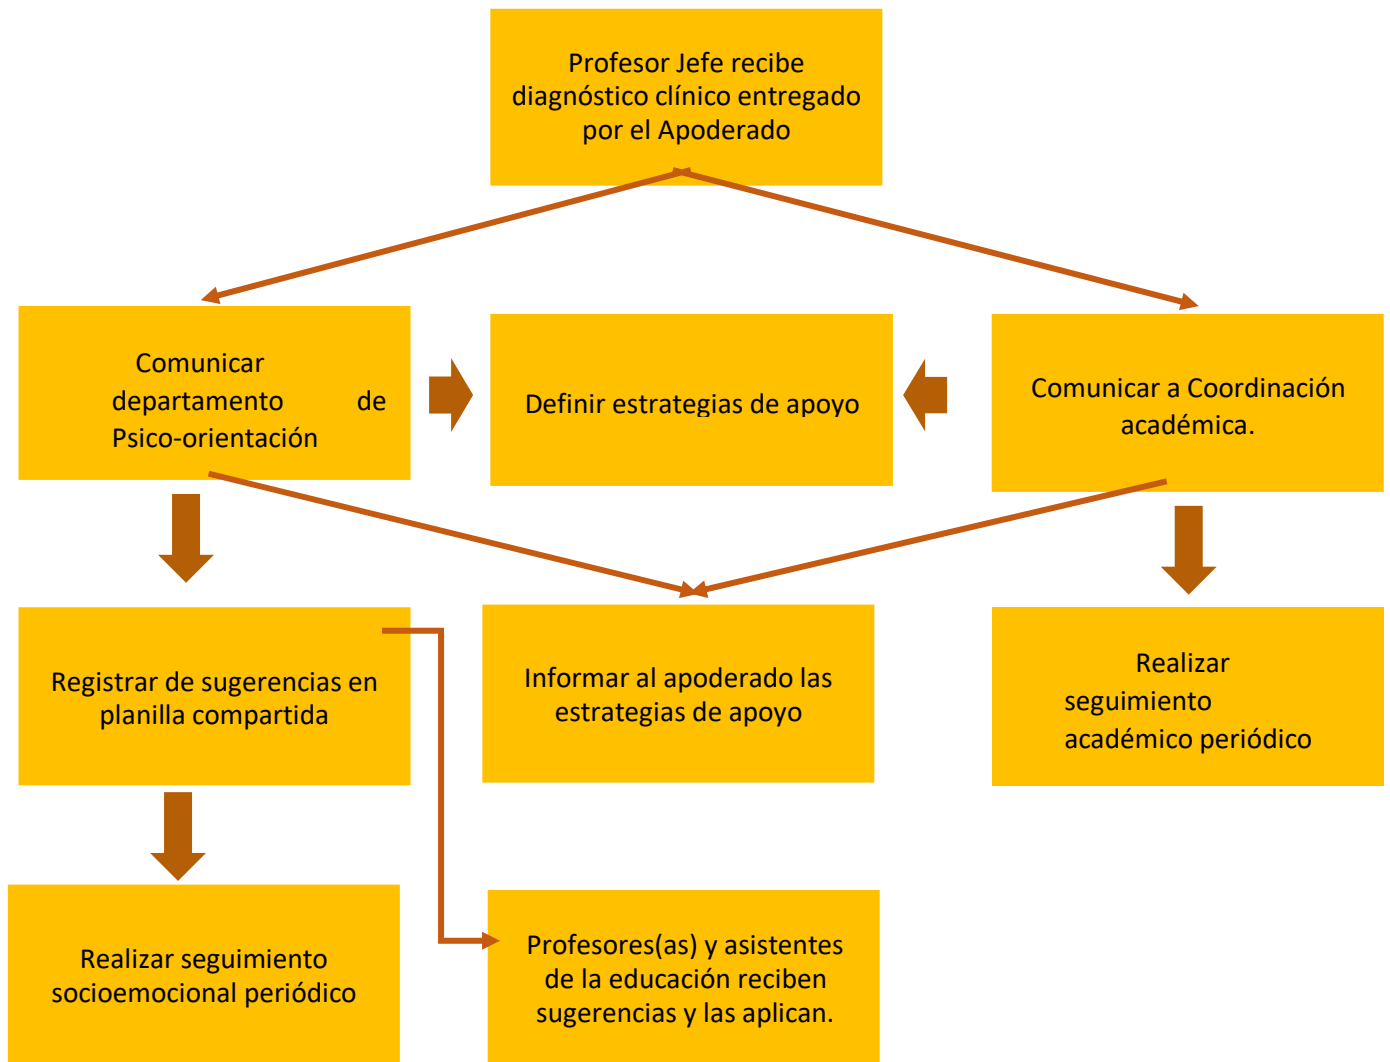 Profesor Jefe recibe
diagnóstico clínico entregado
por el Apoderado
Comunicar
departamento de
Psico-orientación
Definir estrategias de apoyo
Comunicar a Coordinación
académica.
Registrar de sugerencias en
planilla compartida
Informar al apoderado las
estrategias de apoyo
Realizar
seguimiento
académico periódico
Realizar seguimiento
socioemocional periódico
Profesores(as) y asistentes
de la educación reciben
sugerencias y las aplican.